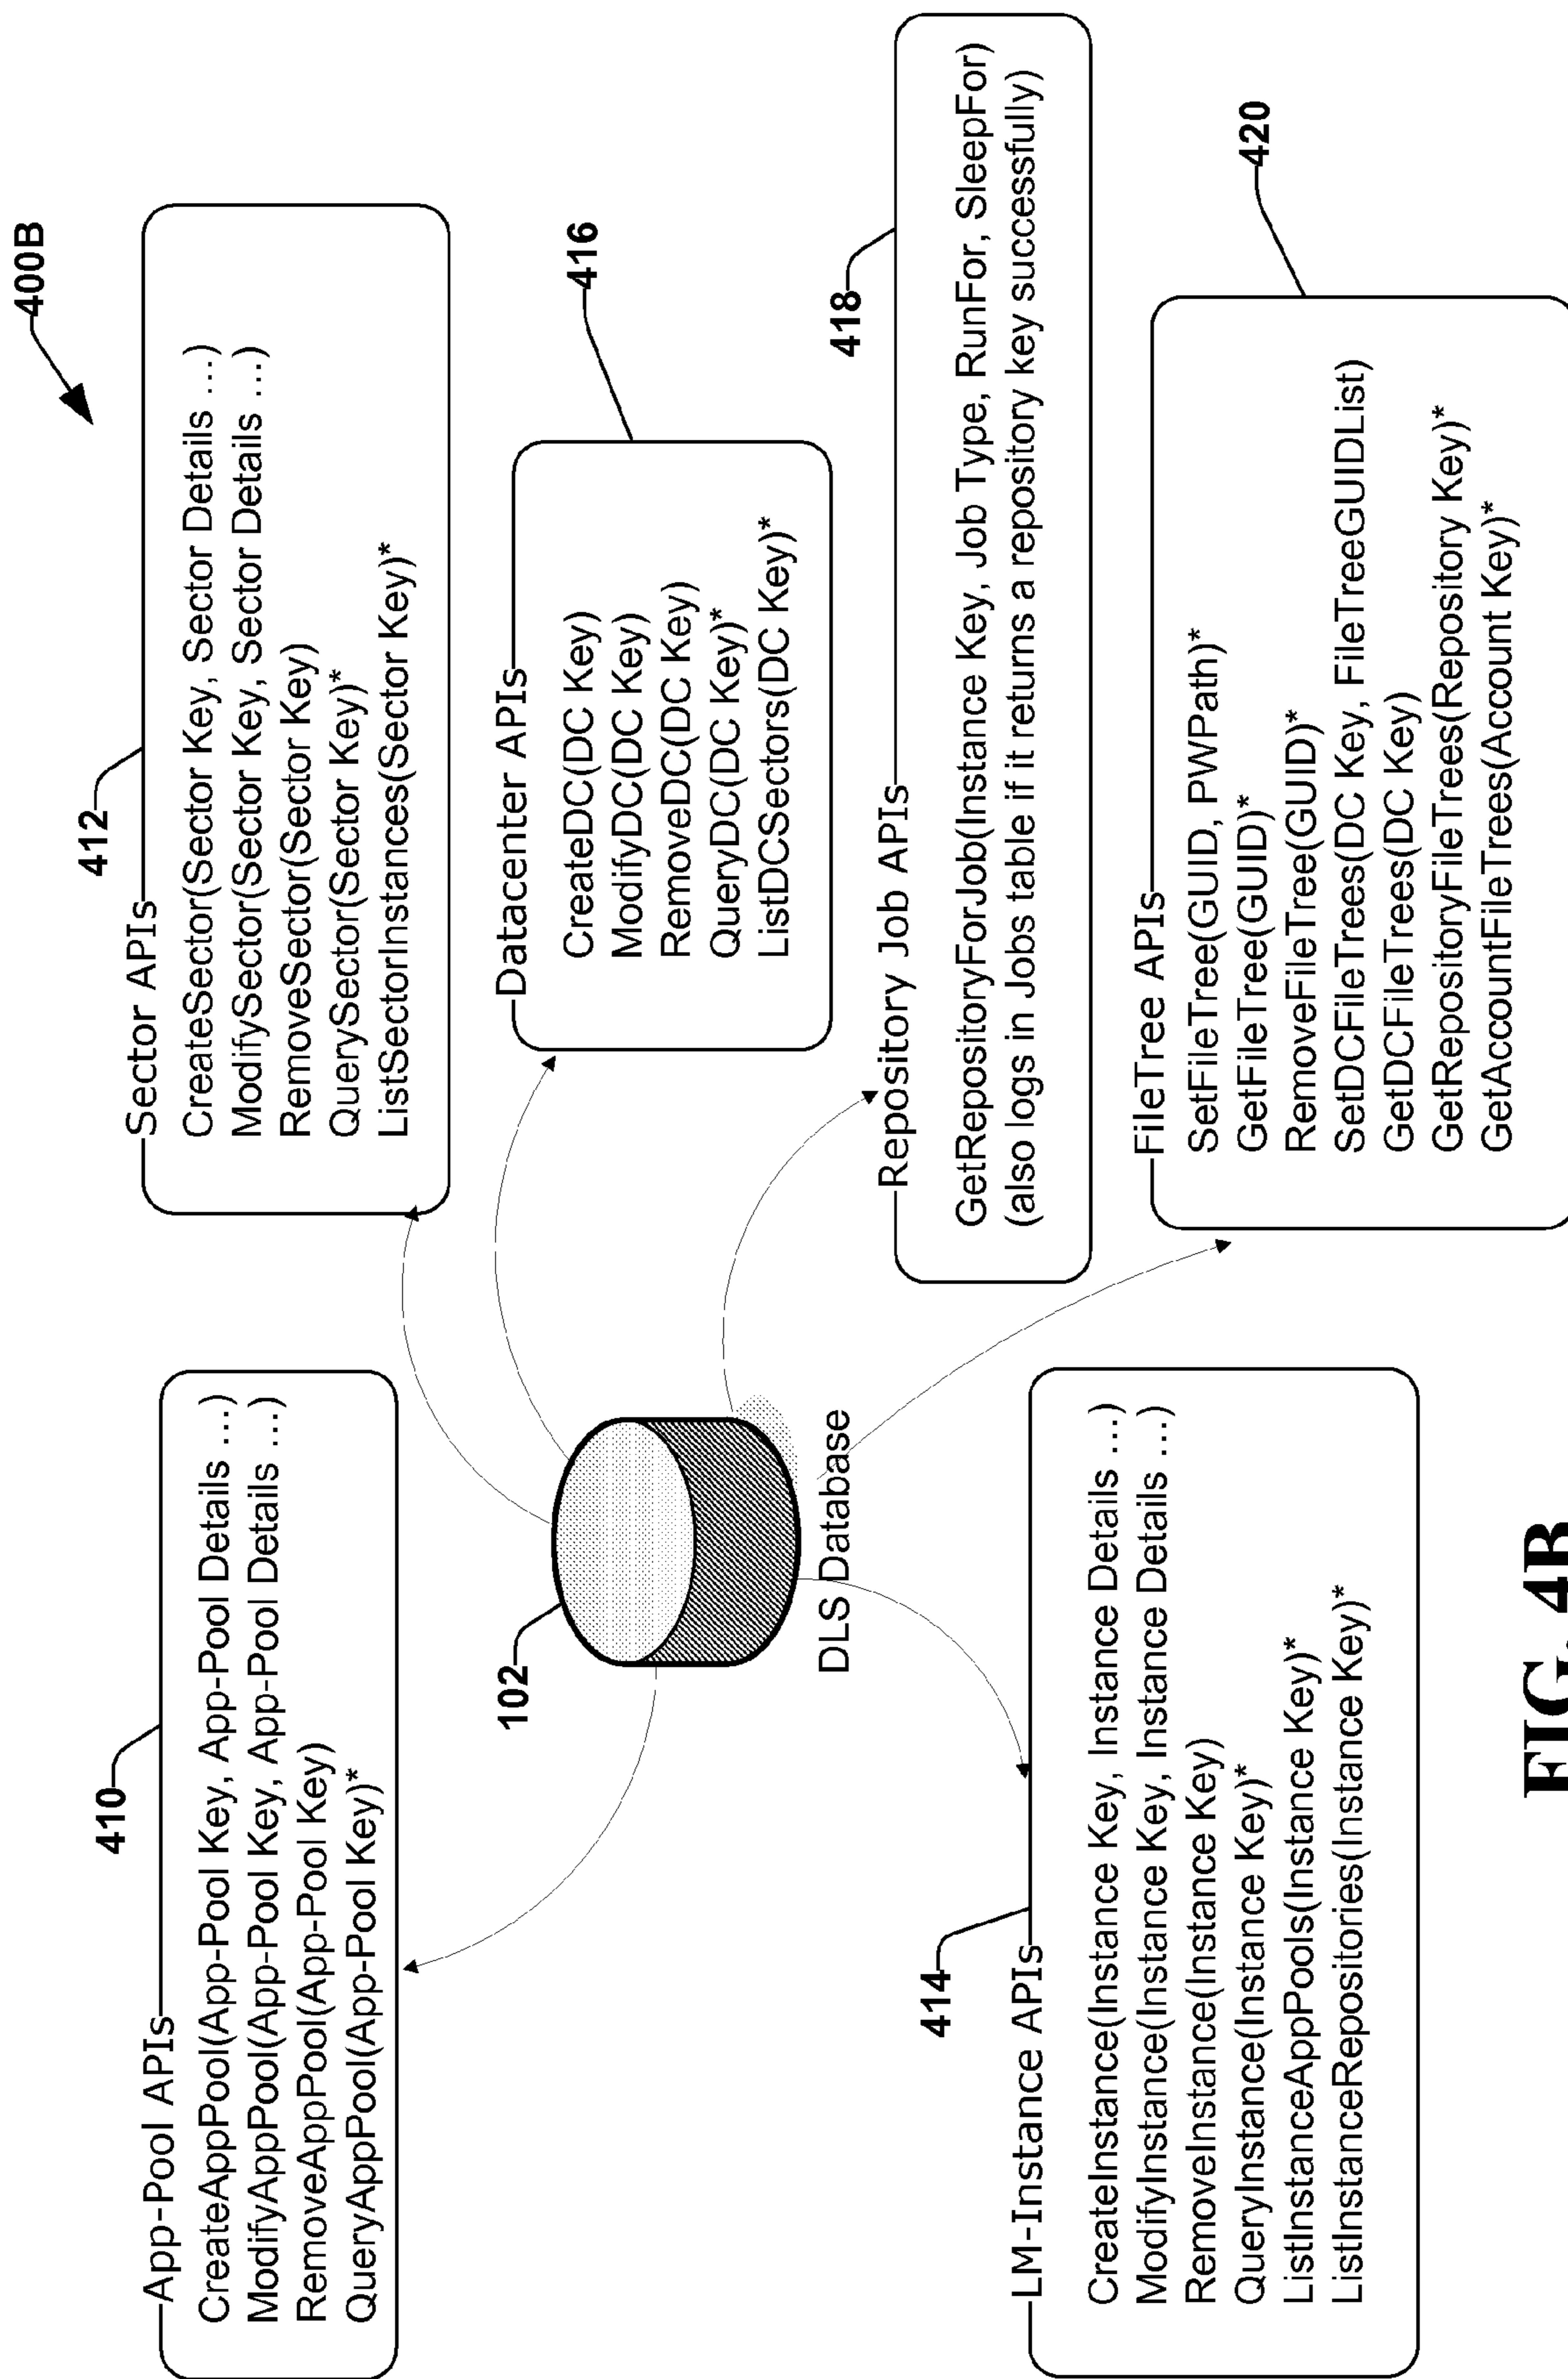 400B
410
App-Pool APIs
CreateAppPool(App-Pool Key, App-Pool Details ...)
ModifyAppPool(App-Pool Key, App-Pool Details ...)
RemoveAppPool(App-Pool Key)
QueryAppPool(App-Pool Key)*
412
Sector APIs
CreateSector(Sector Key, Sector Details ...)
ModifySector(Sector Key, Sector Details ...)
RemoveSector(Sector Key)
QuerySector(Sector Key)*
ListSectorInstances(Sector Key)*
102
DLS Database
416
Datacenter APIs
CreateDC(DC Key)
ModifyDC(DC Key)
RemoveDC(DC Key)
QueryDC(DC Key)*
ListDCSectors(DC Key)*
418
Repository Job APIs
GetRepositoryForJob(Instance Key, Job Type, RunFor, SleepFor)
(also logs in Jobs table if it returns a repository key successfully)
414
LM-Instance APIs
CreateInstance(Instance Key, Instance Details ...)
ModifyInstance(Instance Key, Instance Details ...)
RemoveInstance(Instance Key)
QueryInstance(Instance Key)*
ListInstanceAppPools(Instance Key)*
ListInstanceRepositories(Instance Key)*
420
FileTree APIs
SetFileTree(GUID, PWPath)*
GetFileTree(GUID)*
RemoveFileTree(GUID)*
SetDCFileTrees(DC Key, FileTreeGUIDList)
GetDCFileTrees(DC Key)
GetRepositoryFileTrees(Repository Key)*
GetAccountFileTrees(Account Key)*
FIG. 4B